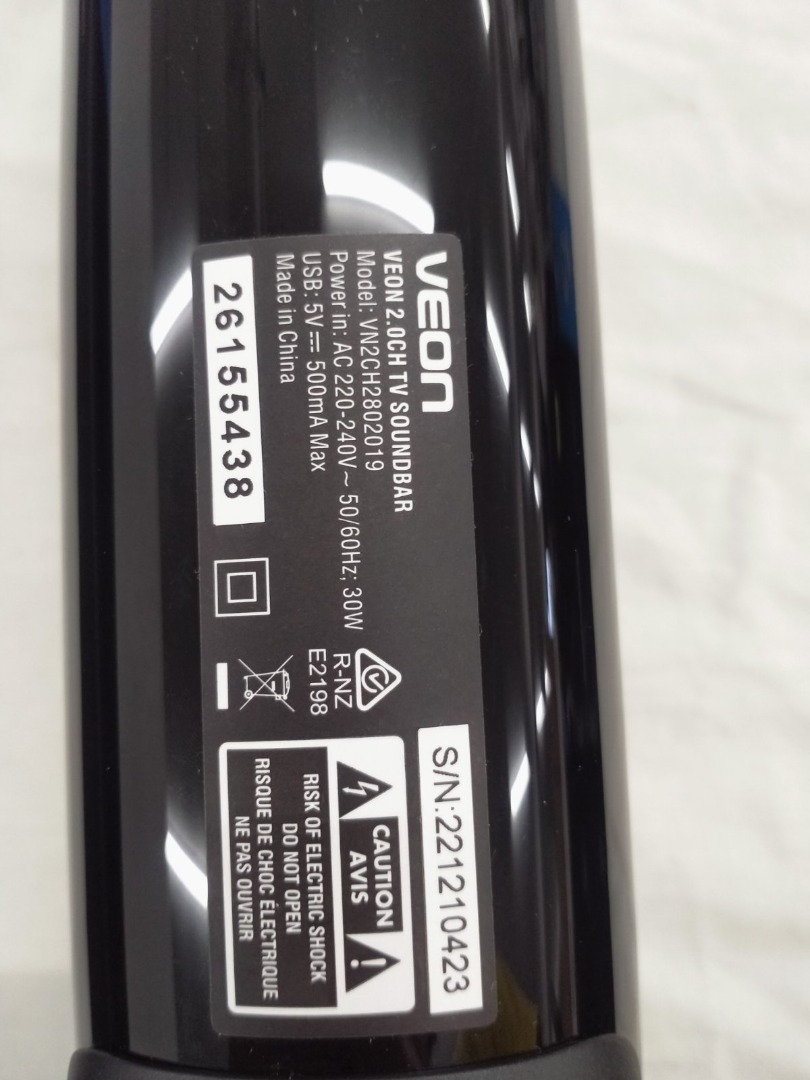 VEON
VEON 2.0CH TV SOUNDBAR
Model: VN2CH2802019
Power in: AC 220-240V ~ 50/60Hz; 30W
USB: 5V ⎓ 500mA Max
Made in China
26155438
R-NZ
E2198
S/N:221210423
CAUTION
AVIS
RISK OF ELECTRIC SHOCK
DO NOT OPEN
RISQUE DE CHOC ÉLECTRIQUE
NE PAS OUVRIR